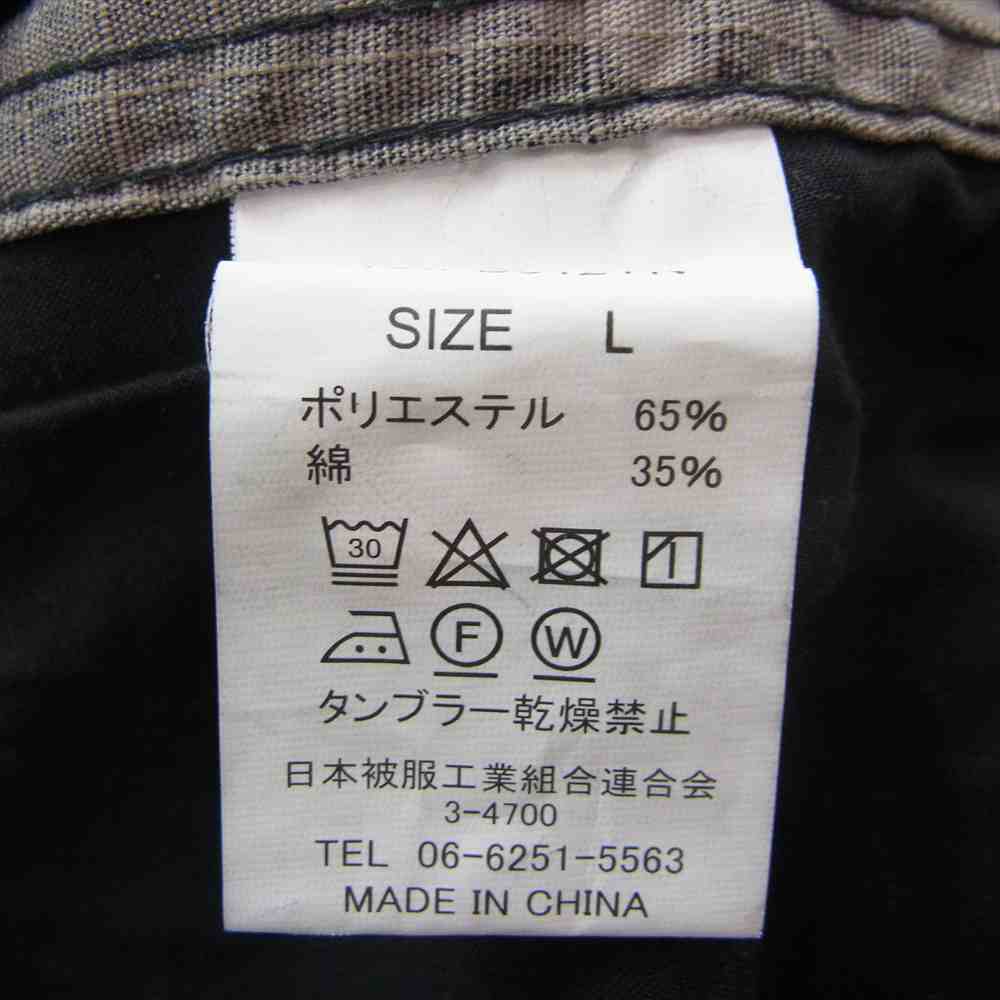 SIZE L
ポリエステル 65%
綿 35%
30
F W
タンブラー乾燥禁止
日本被服工業組合連合会
3-4700
TEL 06-6251-5563
MADE IN CHINA